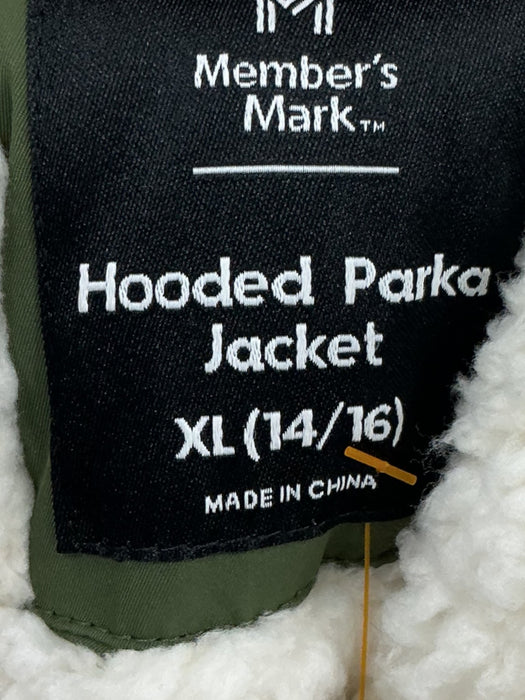 Member's
Mark™
Hooded Parka
Jacket
XL (14/16)
MADE IN CHINA